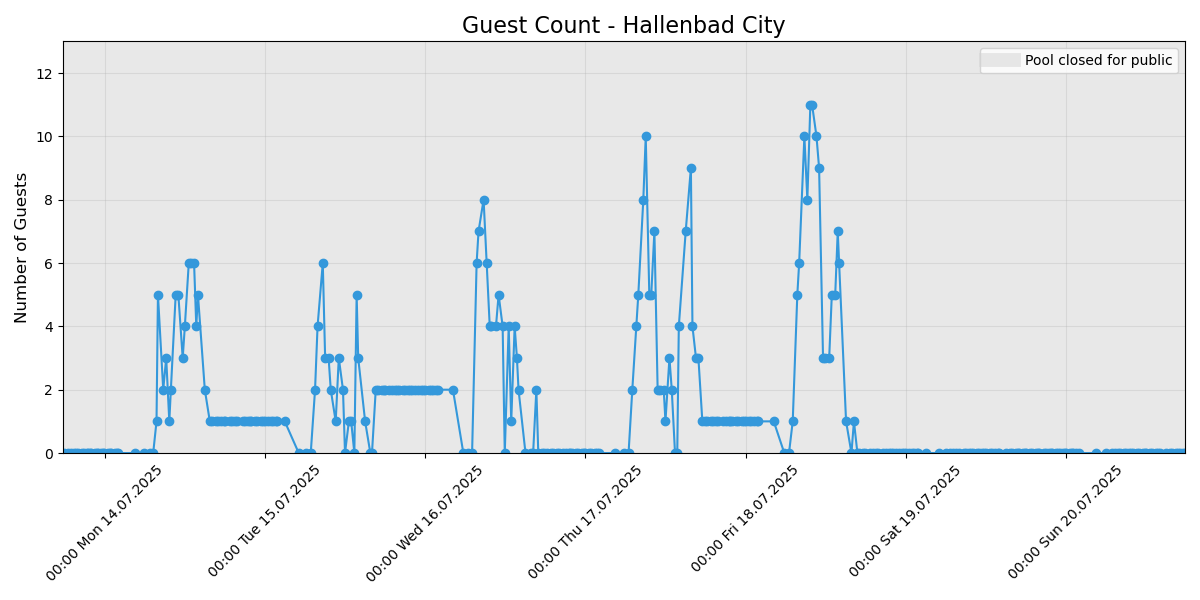 Guest Count - Hallenbad City
Pool closed for public
Number of Guests
12
10
8
6
4
2
0
00:00 Mon 14.07.2025
00:00 Tue 15.07.2025
00:00 Wed 16.07.2025
00:00 Thu 17.07.2025
00:00 Fri 18.07.2025
00:00 Sat 19.07.2025
00:00 Sun 20.07.2025